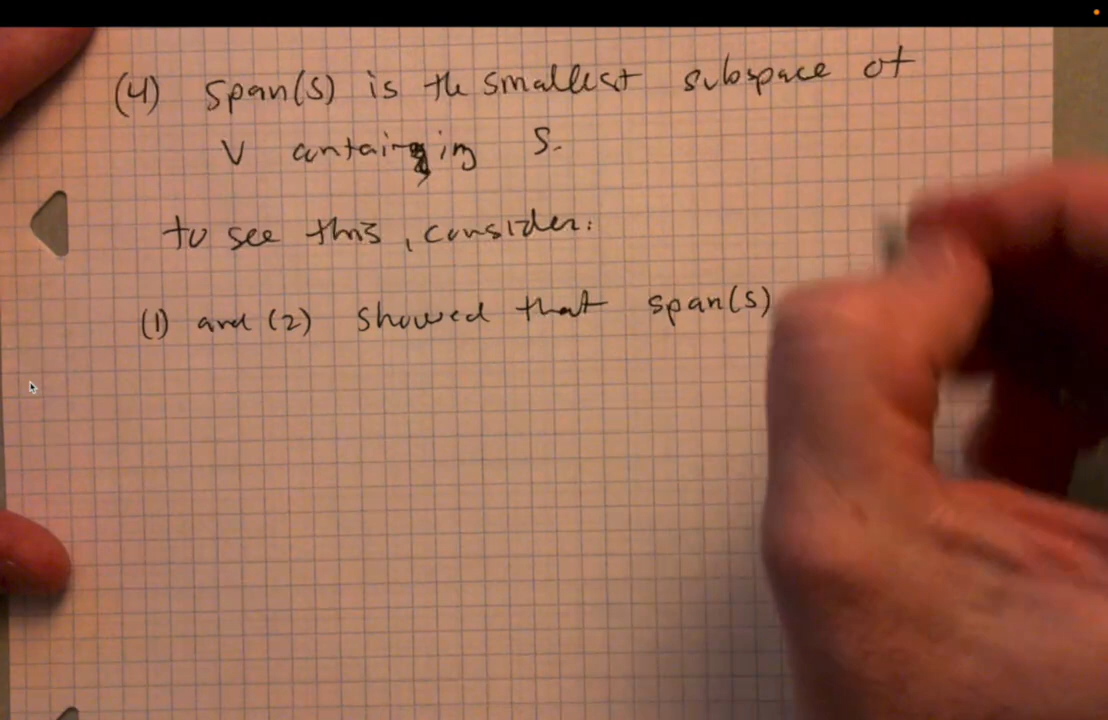 (4) span(S) is the smallest subspace of
V containing S.
to see this, consider:
(1) and (2) showed that span(S)